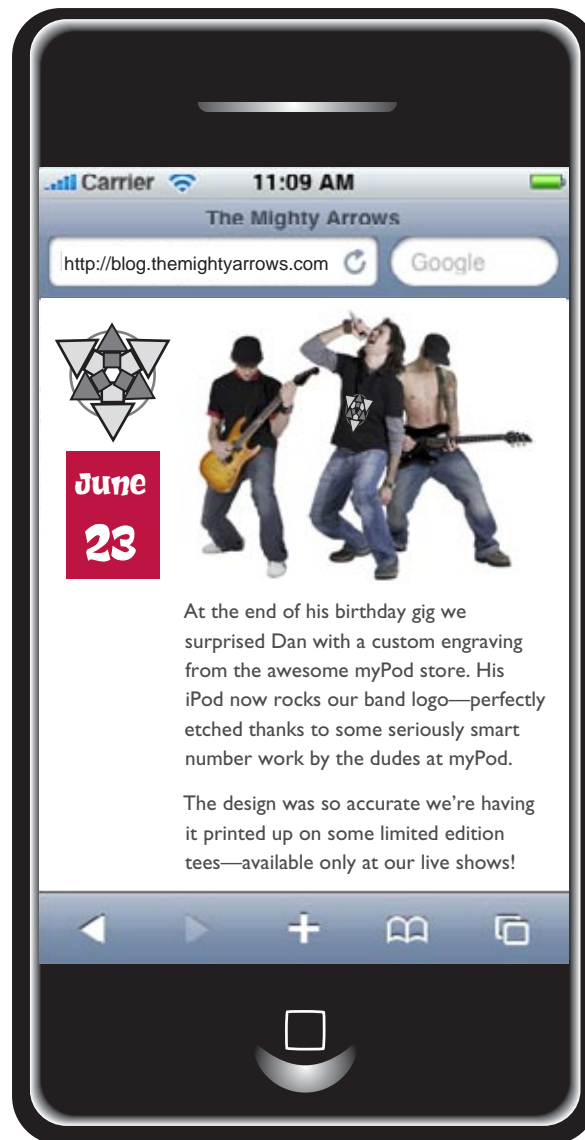 Carrier 11:09 AM
The Mighty Arrows
http://blog.themightyarrows.com Google
June
23
At the end of his birthday gig we
surprised Dan with a custom engraving
from the awesome myPod store. His
iPod now rocks our band logo—perfectly
etched thanks to some seriously smart
number work by the dudes at myPod.
The design was so accurate we’re having
it printed up on some limited edition
tees—available only at our live shows!